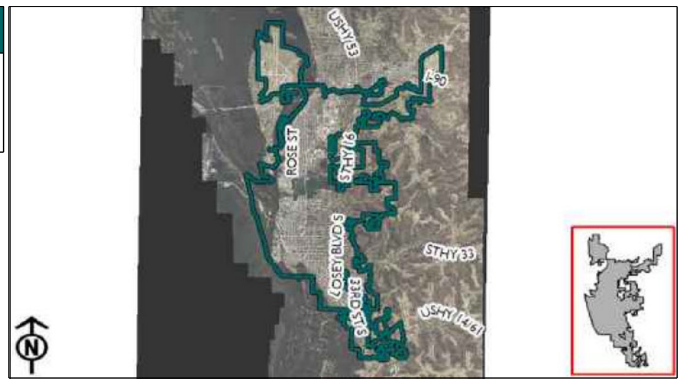 USHY 53
I-90
ROSE ST
STHY 16
LOSEY BLVD S
STHY 33
33RD ST S
USHY 14/61
N